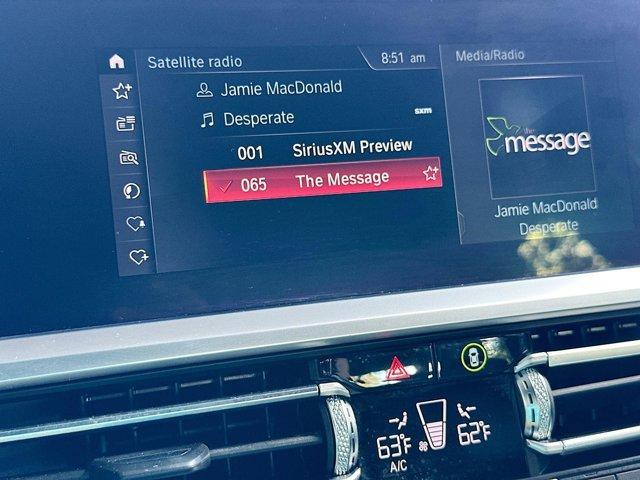 Satellite radio
8:51 am
Media/Radio
Jamie MacDonald
Desperate
sxm
001 SiriusXM Preview
065 The Message
the message
Jamie MacDonald
Desperate
63°F
62°F
A/C